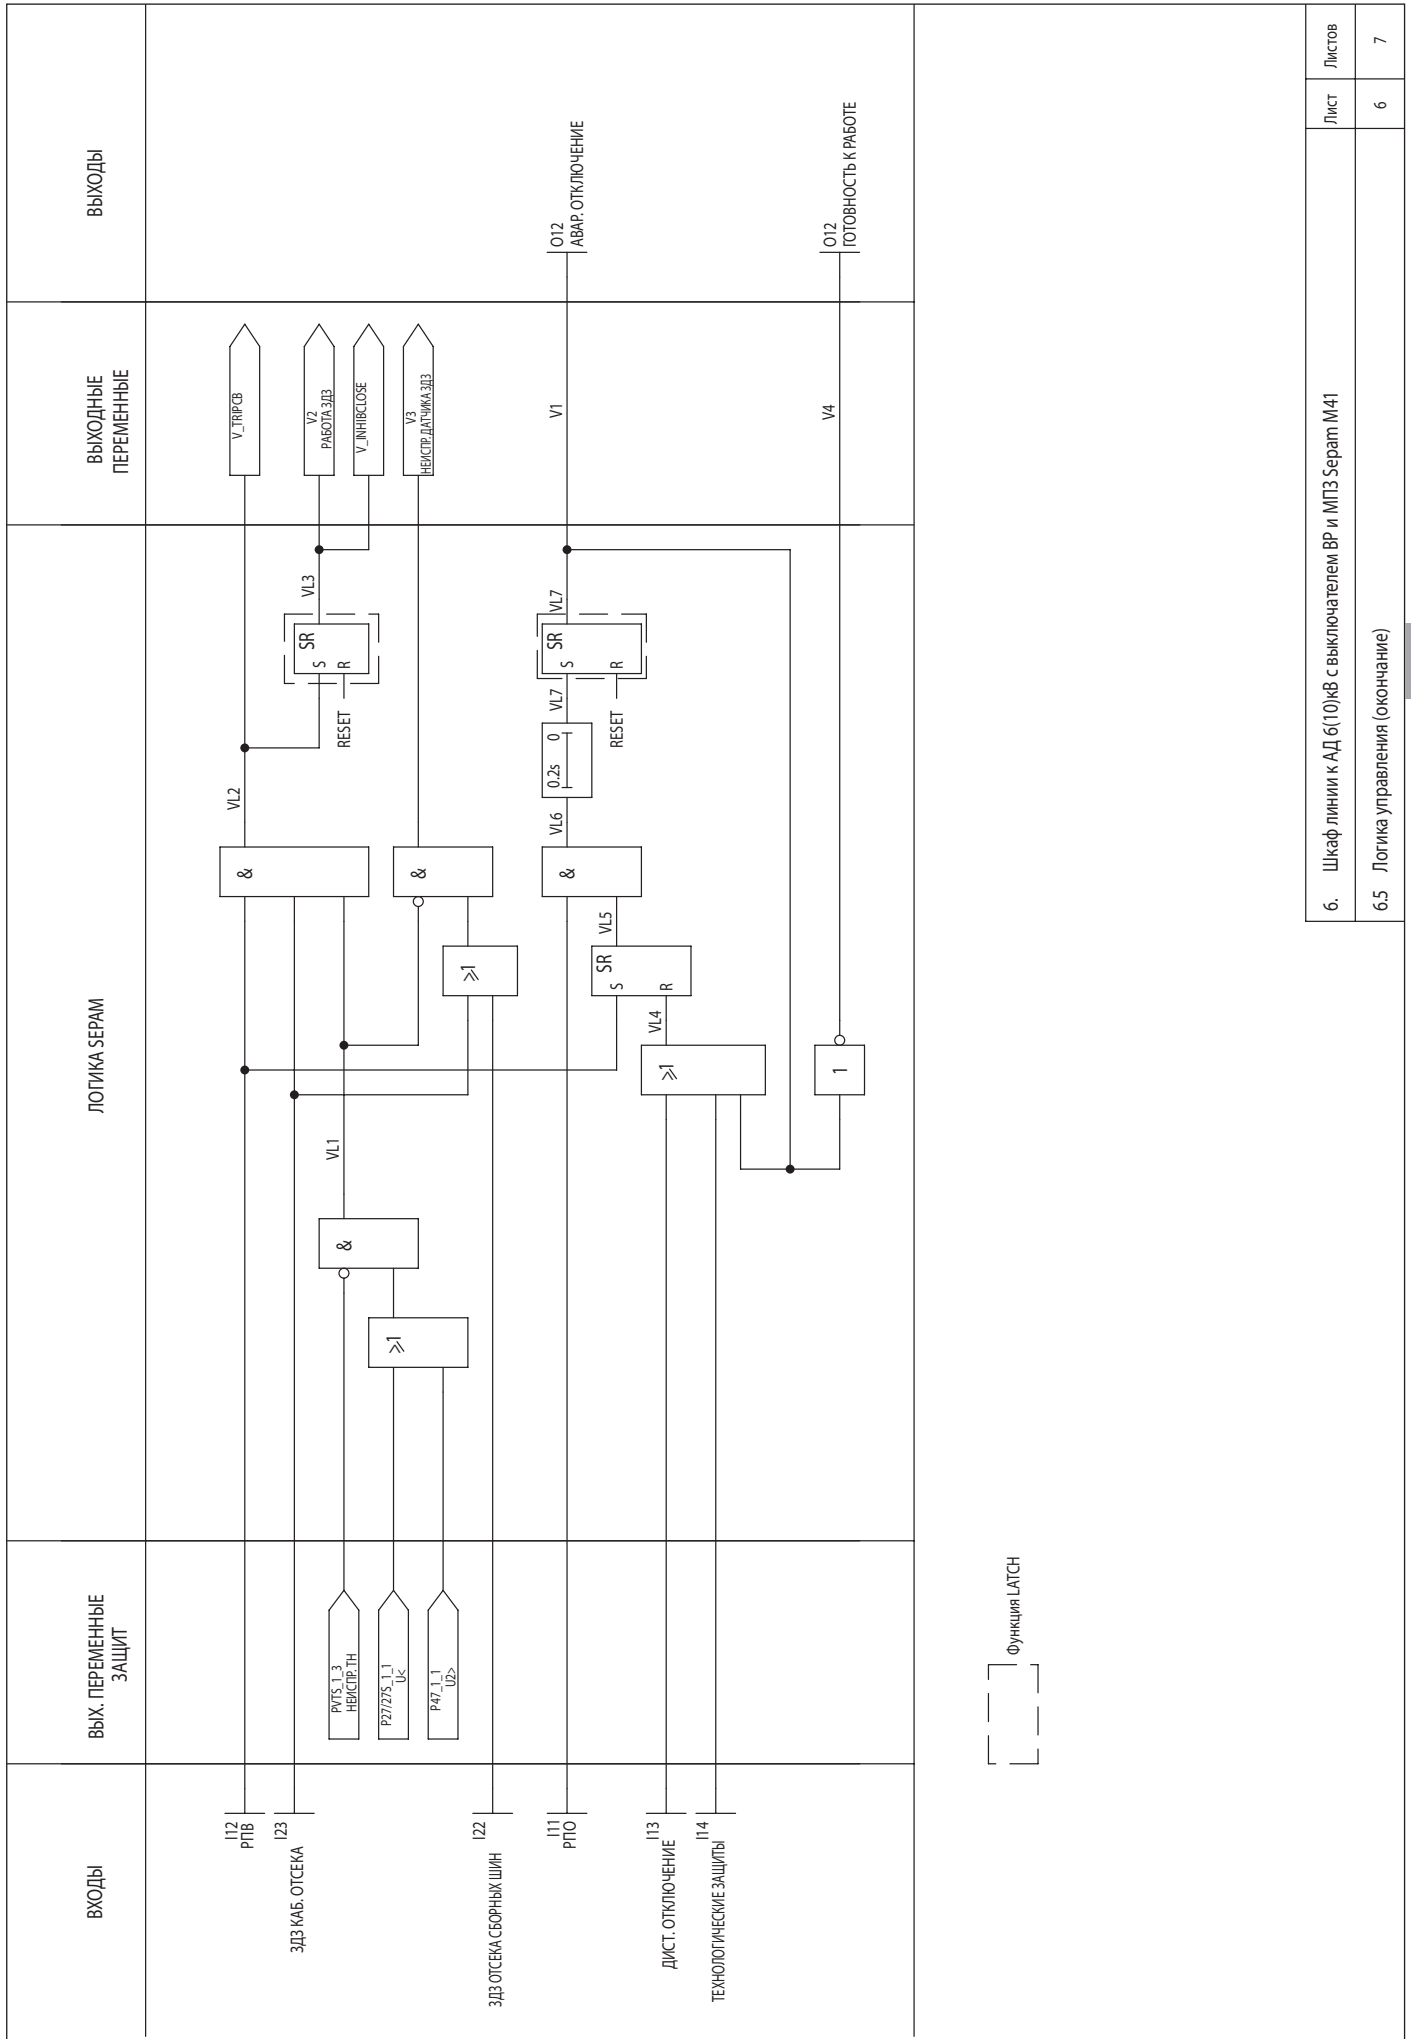 ВХОДЫ
ВЫХ. ПЕРЕМЕННЫЕ
ЗАЩИТ
ЛОГИКА SEPAM
ВЫХОДНЫЕ
ПЕРЕМЕННЫЕ
ВЫХОДЫ
I12
РПВ
I23
ЗДЗ КАБ. ОТСЕКА
I22
ЗДЗ ОТСЕКА СБОРНЫХ ШИН
I11
РПО
I13
ДИСТ. ОТКЛЮЧЕНИЕ
I14
ТЕХНОЛОГИЧЕСКИЕ ЗАЩИТЫ
PVTS_1_3
НЕИСПР. ТН
P27/27S_1_1
U<
P47_1_1
U2>
≥1
&
VL1
≥1
&
&
VL2
SR
S
R
RESET
VL3
≥1
VL4
SR
S
R
VL5
&
VL6
0.2s 0
VL7
SR
S
R
RESET
VL7
1
V_TRIPCB
V2
РАБОТА ЗДЗ
V_INHIBCLOSE
V3
НЕИСПР. ДАТЧИКА ЗДЗ
V1
V4
O12
АВАР. ОТКЛЮЧЕНИЕ
O12
ГОТОВНОСТЬ К РАБОТЕ
Функция LATCH
6. Шкаф линии к АД 6(10)кВ с выключателем ВР и МПЗ Sepam M41
Лист Листов
6.5 Логика управления (окончание)
6 7